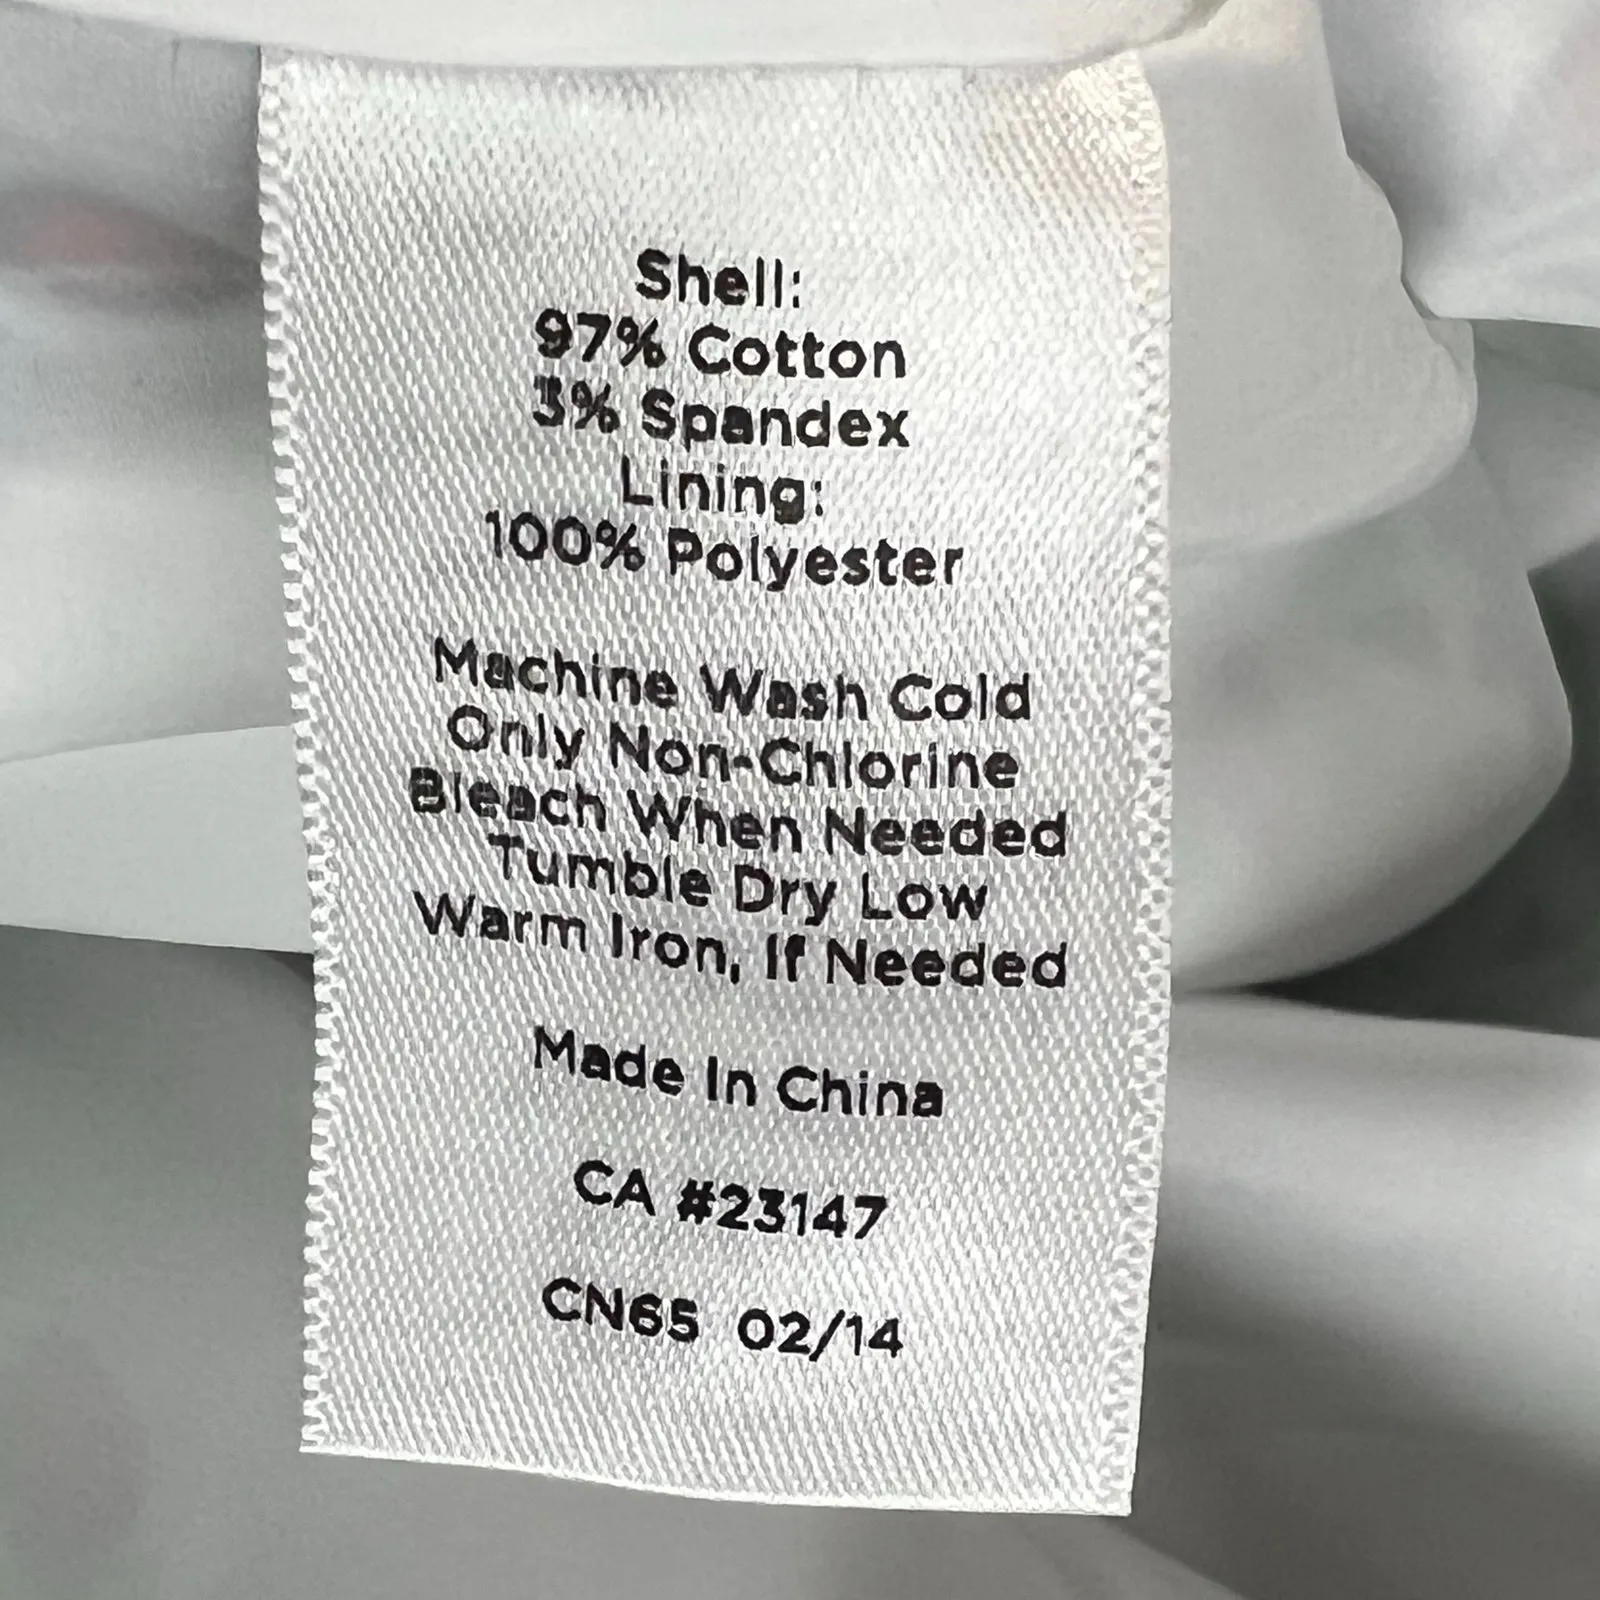 Shell:
97% Cotton
3% Spandex
Lining:
100% Polyester
Machine Wash Cold
Only Non-Chlorine
Bleach When Needed
Tumble Dry Low
Warm Iron, If Needed
Made In China
CA #23147
CN65 02/14